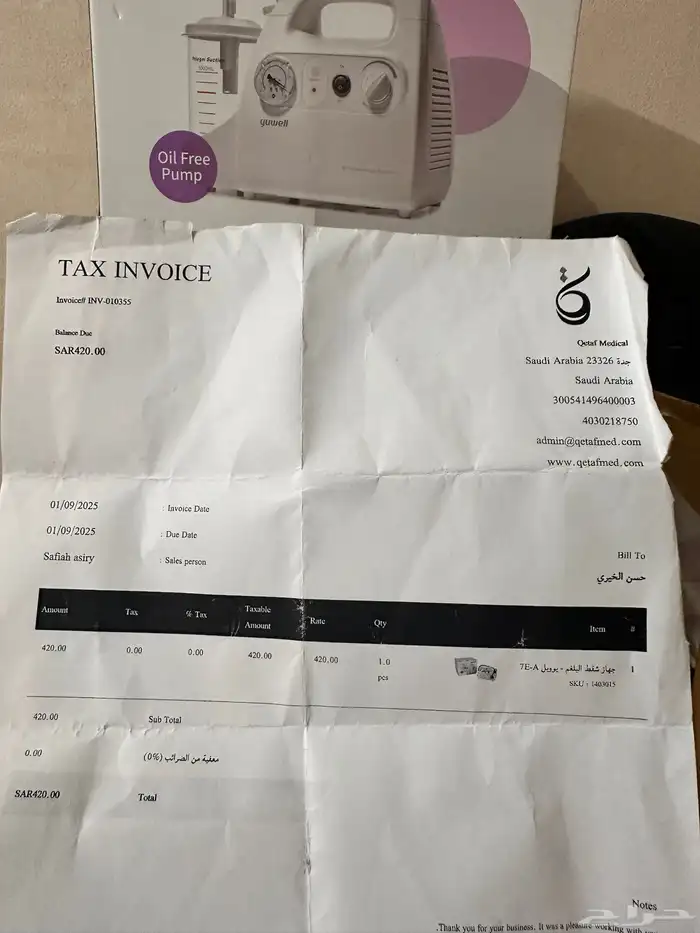 yuwell
Oil Free
Pump
TAX INVOICE
Invoice# INV-010355
Balance Due
SAR420.00
Qetaf Medical
Saudi Arabia 23326 جدة
Saudi Arabia
300541496400003
4030218750
admin@qetafmed.com
www.qetafmed.com
01/09/2025 : Invoice Date
01/09/2025 : Due Date
Safiah asiry : Sales person
Bill To
حسن الخيري
Amount Tax % Tax Taxable Amount Rate Qty Item #
420.00 0.00 0.00 420.00 420.00 1.0 pcs جهاز شفط البلغم - يوويل 7E-A 1
SKU : 1403015
420.00 Sub Total
0.00 معفية من الضرائب (0%)
SAR420.00 Total
Notes
.Thank you for your business. It was a pleasure working with
حراج